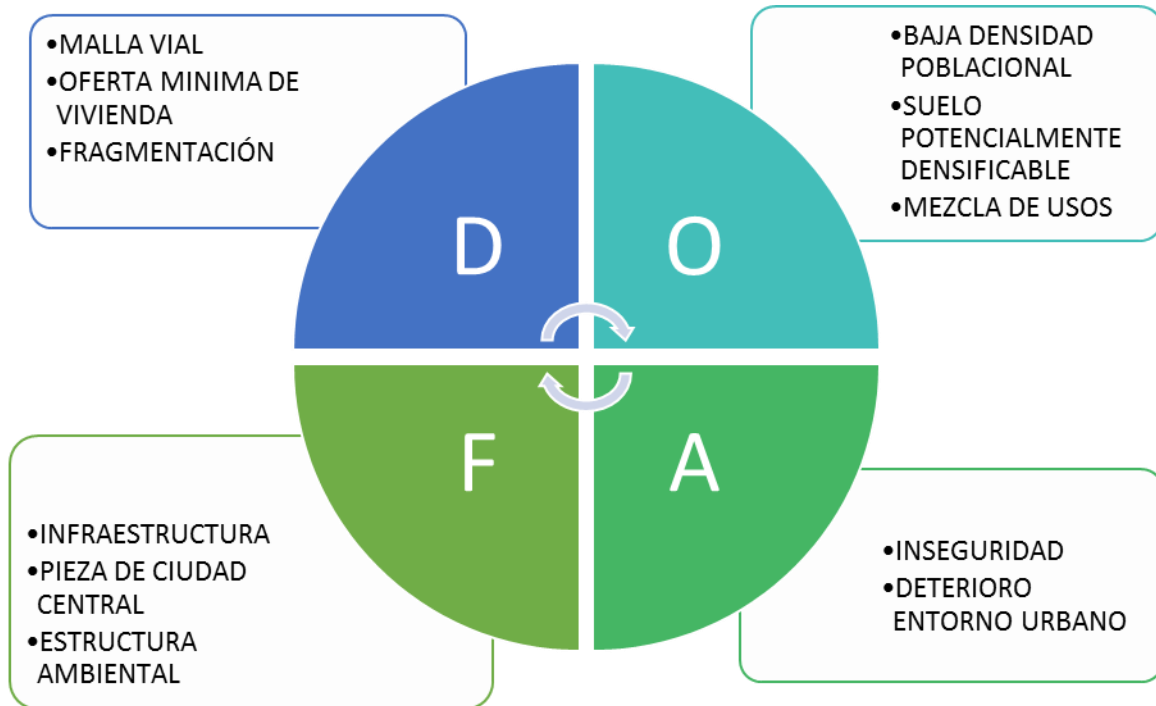 •MALLA VIAL
•OFERTA MINIMA DE
VIVIENDA
•FRAGMENTACIÓN
D
•BAJA DENSIDAD
POBLACIONAL
•SUELO
POTENCIALMENTE
DENSIFICABLE
•MEZCLA DE USOS
O
•INFRAESTRUCTURA
•PIEZA DE CIUDAD
CENTRAL
•ESTRUCTURA
AMBIENTAL
F
•INSEGURIDAD
•DETERIORO
ENTORNO URBANO
A